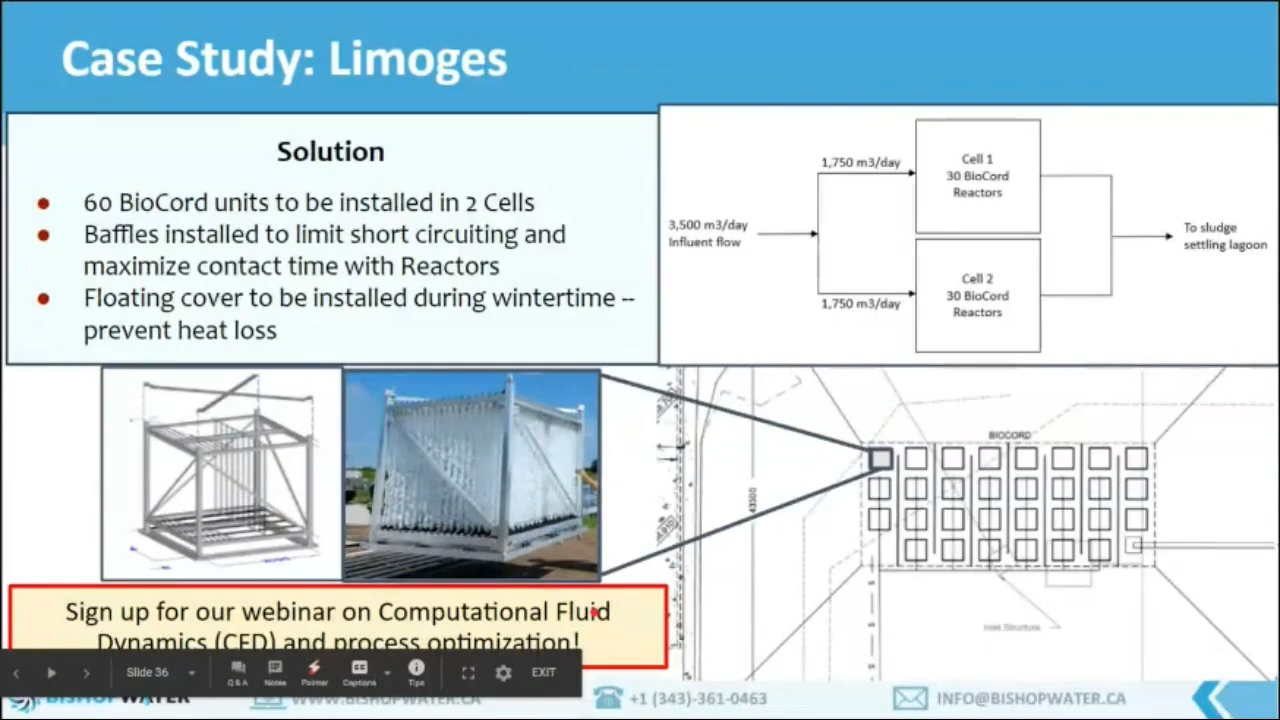 Case Study: Limoges
Solution
60 BioCord units to be installed in 2 Cells
Baffles installed to limit short circuiting and
maximize contact time with Reactors
Floating cover to be installed during wintertime --
prevent heat loss
3,500 m3/day
Influent flow
1,750 m3/day
1,750 m3/day
Cell 1
30 BioCord
Reactors
Cell 2
30 BioCord
Reactors
To sludge
settling lagoon
BIOCORD
43500
Inlet Structure
Sign up for our webinar on Computational Fluid
Dynamics (CFD) and process optimization!
Slide 36
Q & A
Notes
Pointer
Captions
Tips
EXIT
BISHOP WATER
WWW.BISHOPWATER.CA
+1 (343)-361-0463
INFO@BISHOPWATER.CA